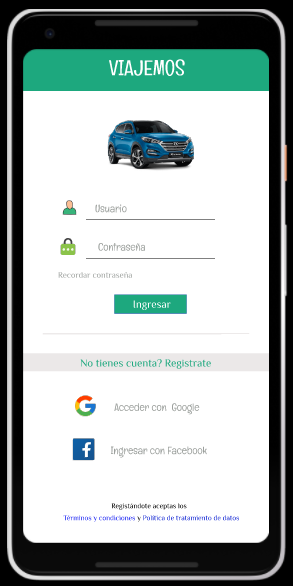 VIAJEMOS
Usuario
Contraseña
Recordar contraseña
Ingresar
No tienes cuenta? Registrate
Acceder con Google
Ingresar con Facebook
Registándote aceptas los
Términos y condiciones y Política de tratamiento de datos